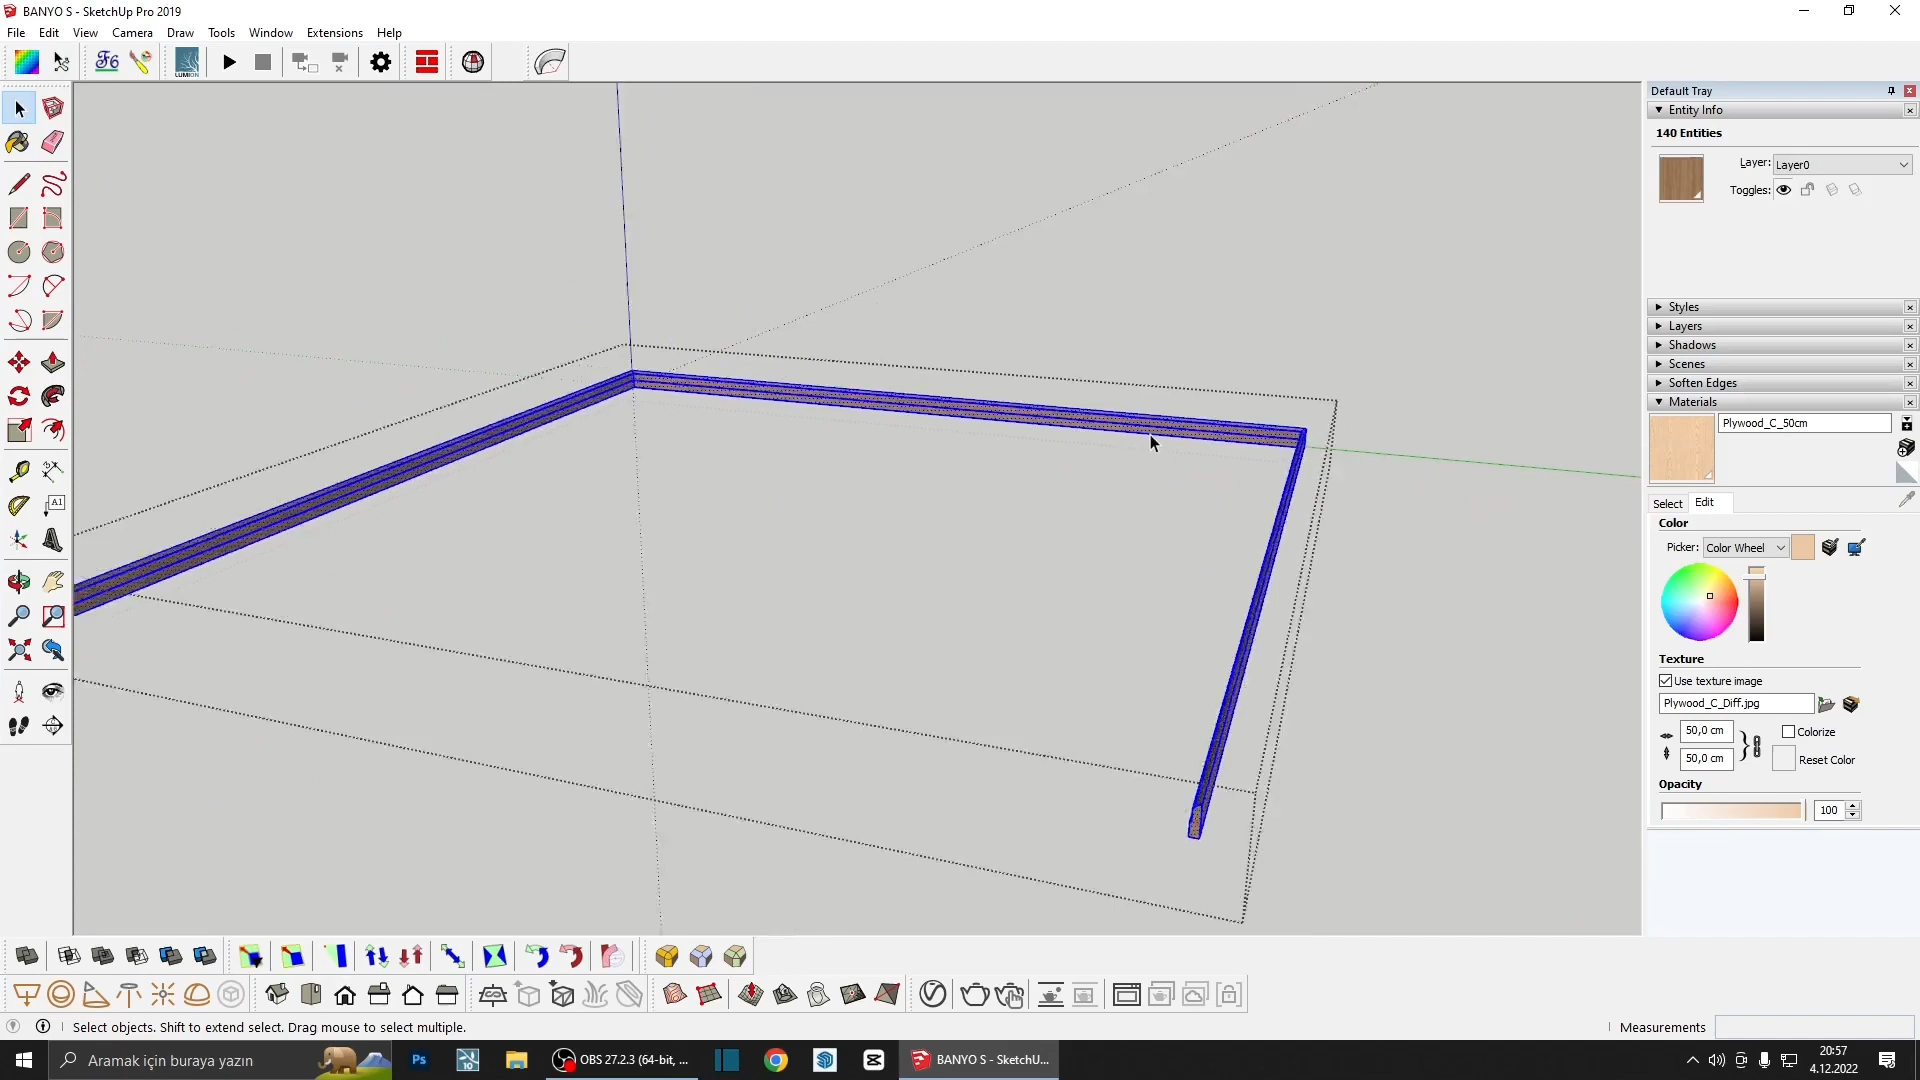 BANYO S - SketchUp Pro 2019
File Edit View Camera Draw Tools Window Extensions Help
LUMION
Default Tray
Entity Info
140 Entities
Layer: Layer0
Toggles:
Styles
Layers
Shadows
Scenes
Soften Edges
Materials
Plywood_C_50cm
Select Edit
Color
Picker: Color Wheel
Texture
Use texture image
Plywood_C_Diff.jpg
50,0 cm
Colorize
50,0 cm
Reset Color
Opacity
100
A1
Select objects. Shift to extend select. Drag mouse to select multiple.
Measurements
Aramak için buraya yazın
Ps
10
OBS 27.2.3 (64-bit, ...
BANYO S - SketchU...
20:57
4.12.2022